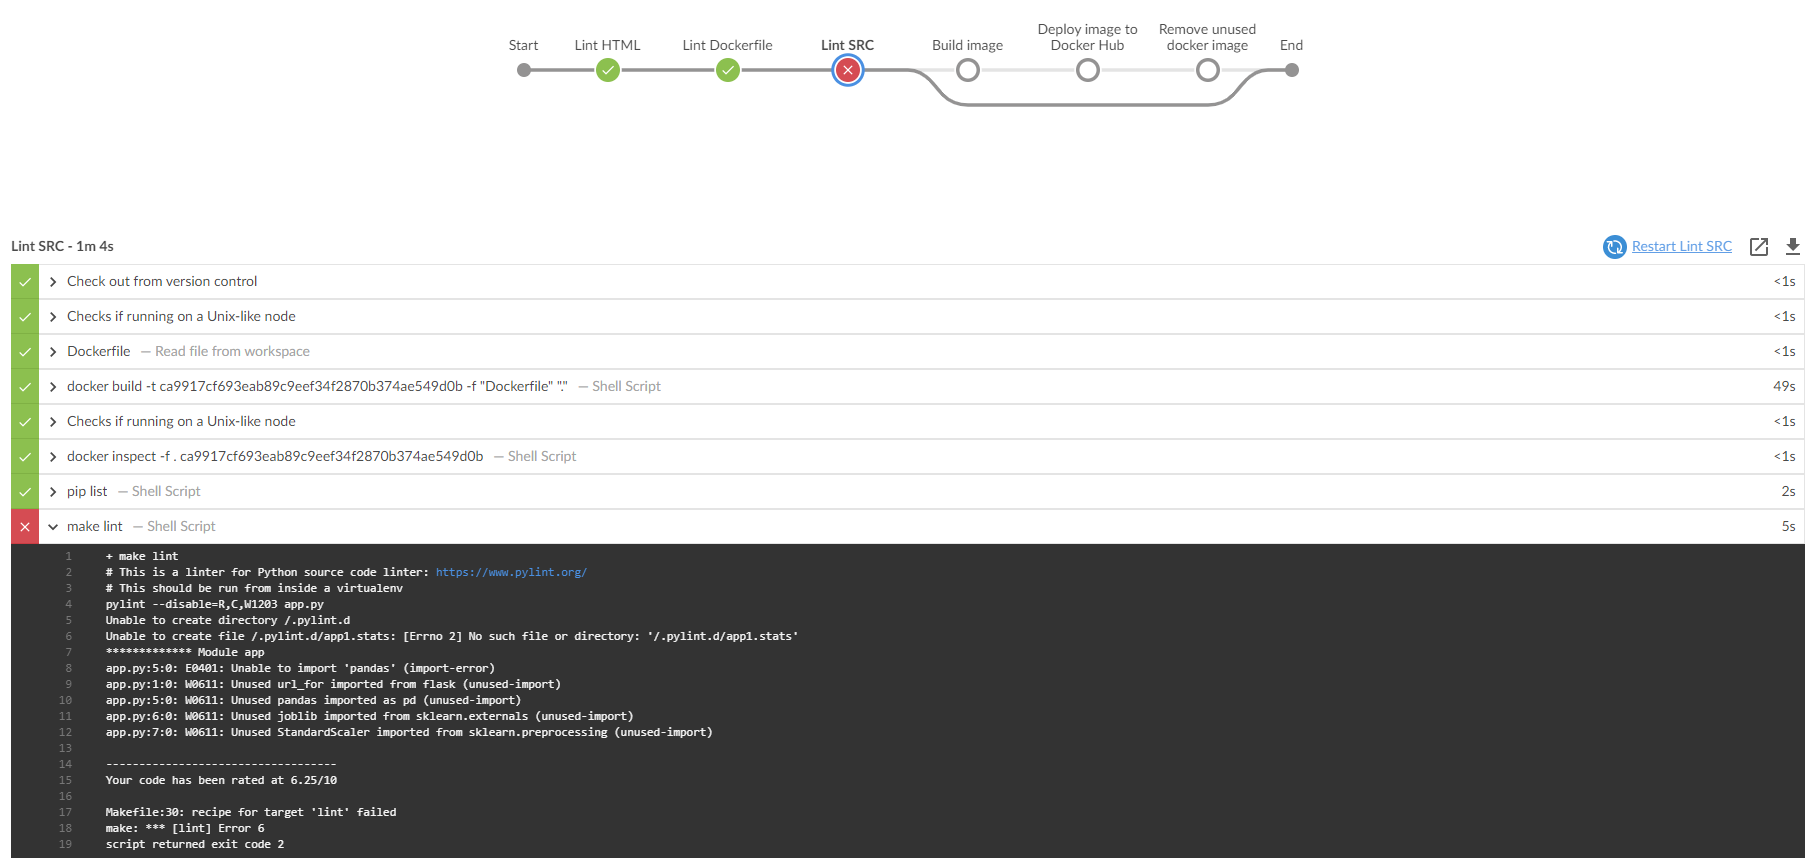 Start
Lint HTML
Lint Dockerfile
Lint SRC
Build image
Deploy image to
Docker Hub
Remove unused
docker image
End
Lint SRC - 1m 4s
Restart Lint SRC
Check out from version control <1s
Checks if running on a Unix-like node <1s
Dockerfile — Read file from workspace <1s
docker build -t ca9917cf693eab89c9eef34f2870b374ae549d0b -f "Dockerfile" "." — Shell Script 49s
Checks if running on a Unix-like node <1s
docker inspect -f . ca9917cf693eab89c9eef34f2870b374ae549d0b — Shell Script <1s
pip list — Shell Script 2s
make lint — Shell Script 5s
1 + make lint
2 # This is a linter for Python source code linter: https://www.pylint.org/
3 # This should be run from inside a virtualenv
4 pylint --disable=R,C,W1203 app.py
5 Unable to create directory /.pylint.d
6 Unable to create file /.pylint.d/app1.stats: [Errno 2] No such file or directory: '/.pylint.d/app1.stats'
7 ************* Module app
8 app.py:5:0: E0401: Unable to import 'pandas' (import-error)
9 app.py:1:0: W0611: Unused url_for imported from flask (unused-import)
10 app.py:5:0: W0611: Unused pandas imported as pd (unused-import)
11 app.py:6:0: W0611: Unused joblib imported from sklearn.externals (unused-import)
12 app.py:7:0: W0611: Unused StandardScaler imported from sklearn.preprocessing (unused-import)
13
14 -----------------------------------
15 Your code has been rated at 6.25/10
16
17 Makefile:30: recipe for target 'lint' failed
18 make: *** [lint] Error 6
19 script returned exit code 2